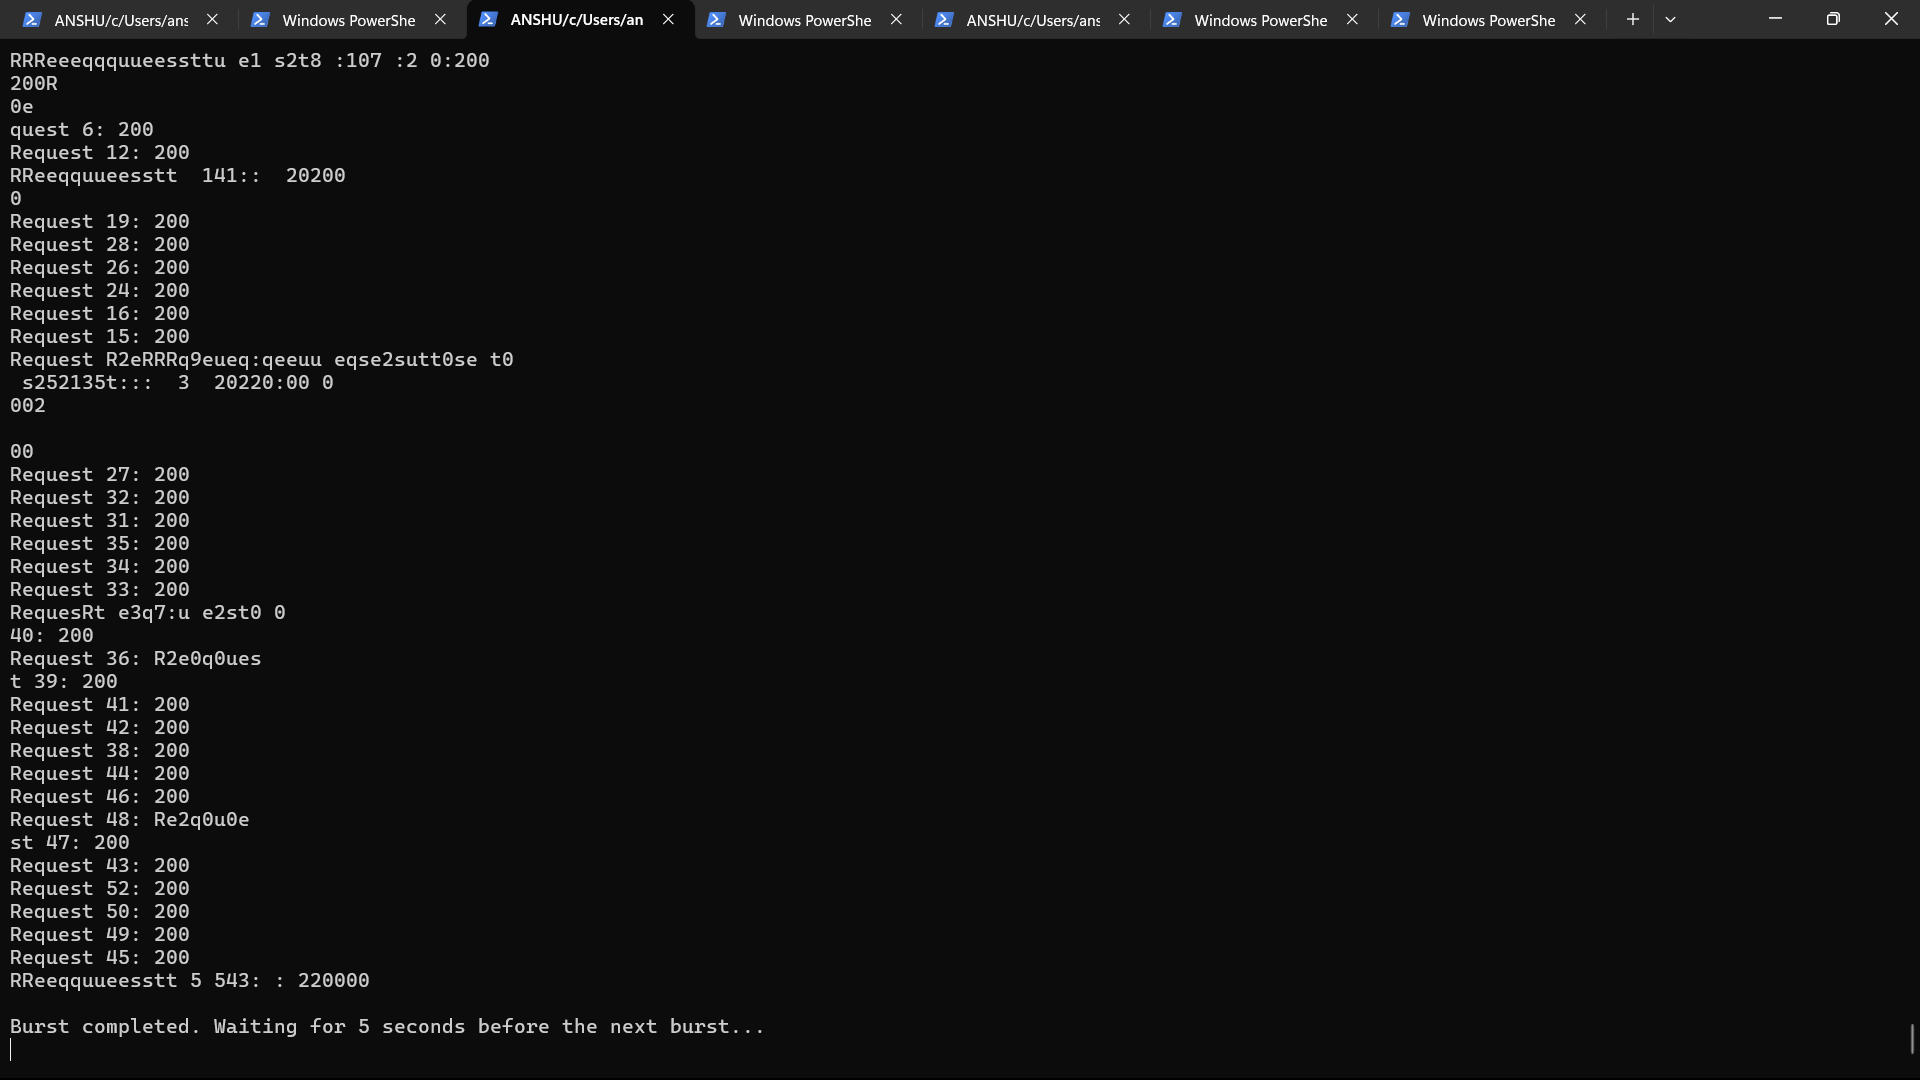 ANSHU/c/Users/ans
Windows PowerShe
ANSHU/c/Users/an
Windows PowerShe
ANSHU/c/Users/ans
Windows PowerShe
Windows PowerShe
RRReeeqqquueessttu e1 s2t8 :107 :2 0:200
200R
0e
quest 6: 200
Request 12: 200
RReeqquueesstt  141::  20200
0
Request 19: 200
Request 28: 200
Request 26: 200
Request 24: 200
Request 16: 200
Request 15: 200
Request R2eRRRq9eueq:qeeuu eqse2sutt0se t0
 s252135t:::  3  20220:00 0
002

00
Request 27: 200
Request 32: 200
Request 31: 200
Request 35: 200
Request 34: 200
Request 33: 200
RequesRt e3q7:u e2st0 0
40: 200
Request 36: R2e0q0ues
t 39: 200
Request 41: 200
Request 42: 200
Request 38: 200
Request 44: 200
Request 46: 200
Request 48: Re2q0u0e
st 47: 200
Request 43: 200
Request 52: 200
Request 50: 200
Request 49: 200
Request 45: 200
RReeqquueesstt 5 543: : 220000

Burst completed. Waiting for 5 seconds before the next burst...